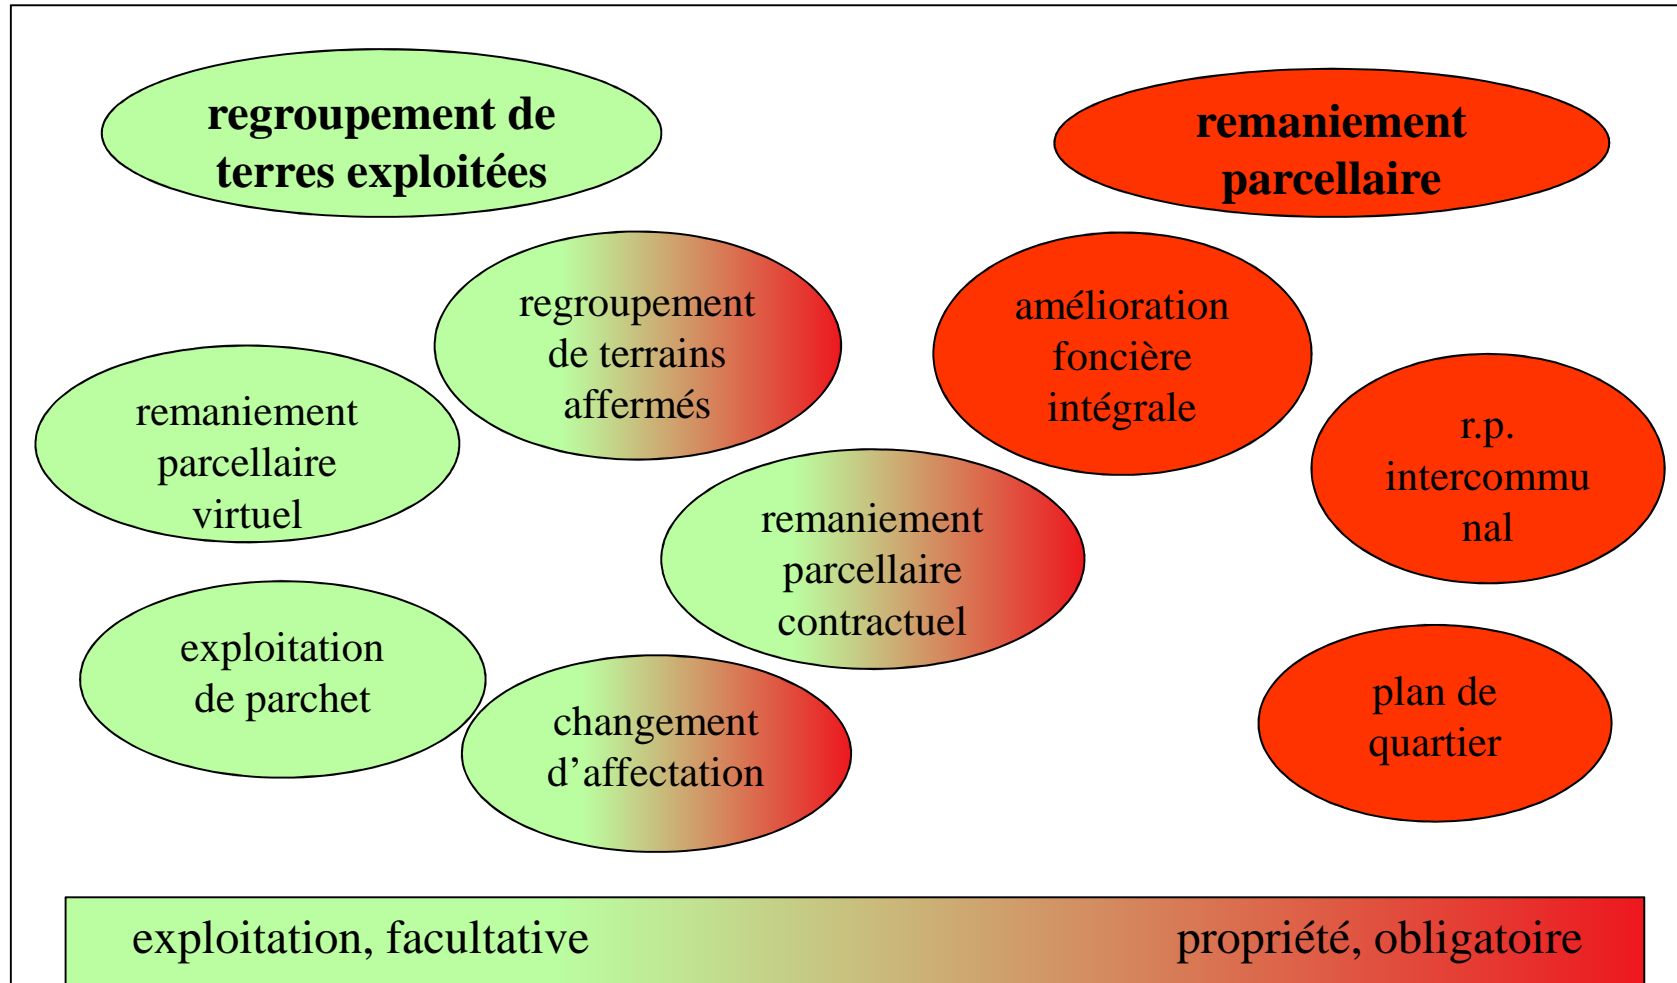 regroupement de
terres exploitées
remaniement
parcellaire
regroupement
de terrains
affermés
amélioration
foncière
intégrale
remaniement
parcellaire
virtuel
r.p.
intercommu
nal
remaniement
parcellaire
contractuel
exploitation
de parchet
changement
d’affectation
plan de
quartier
exploitation, facultative
propriété, obligatoire